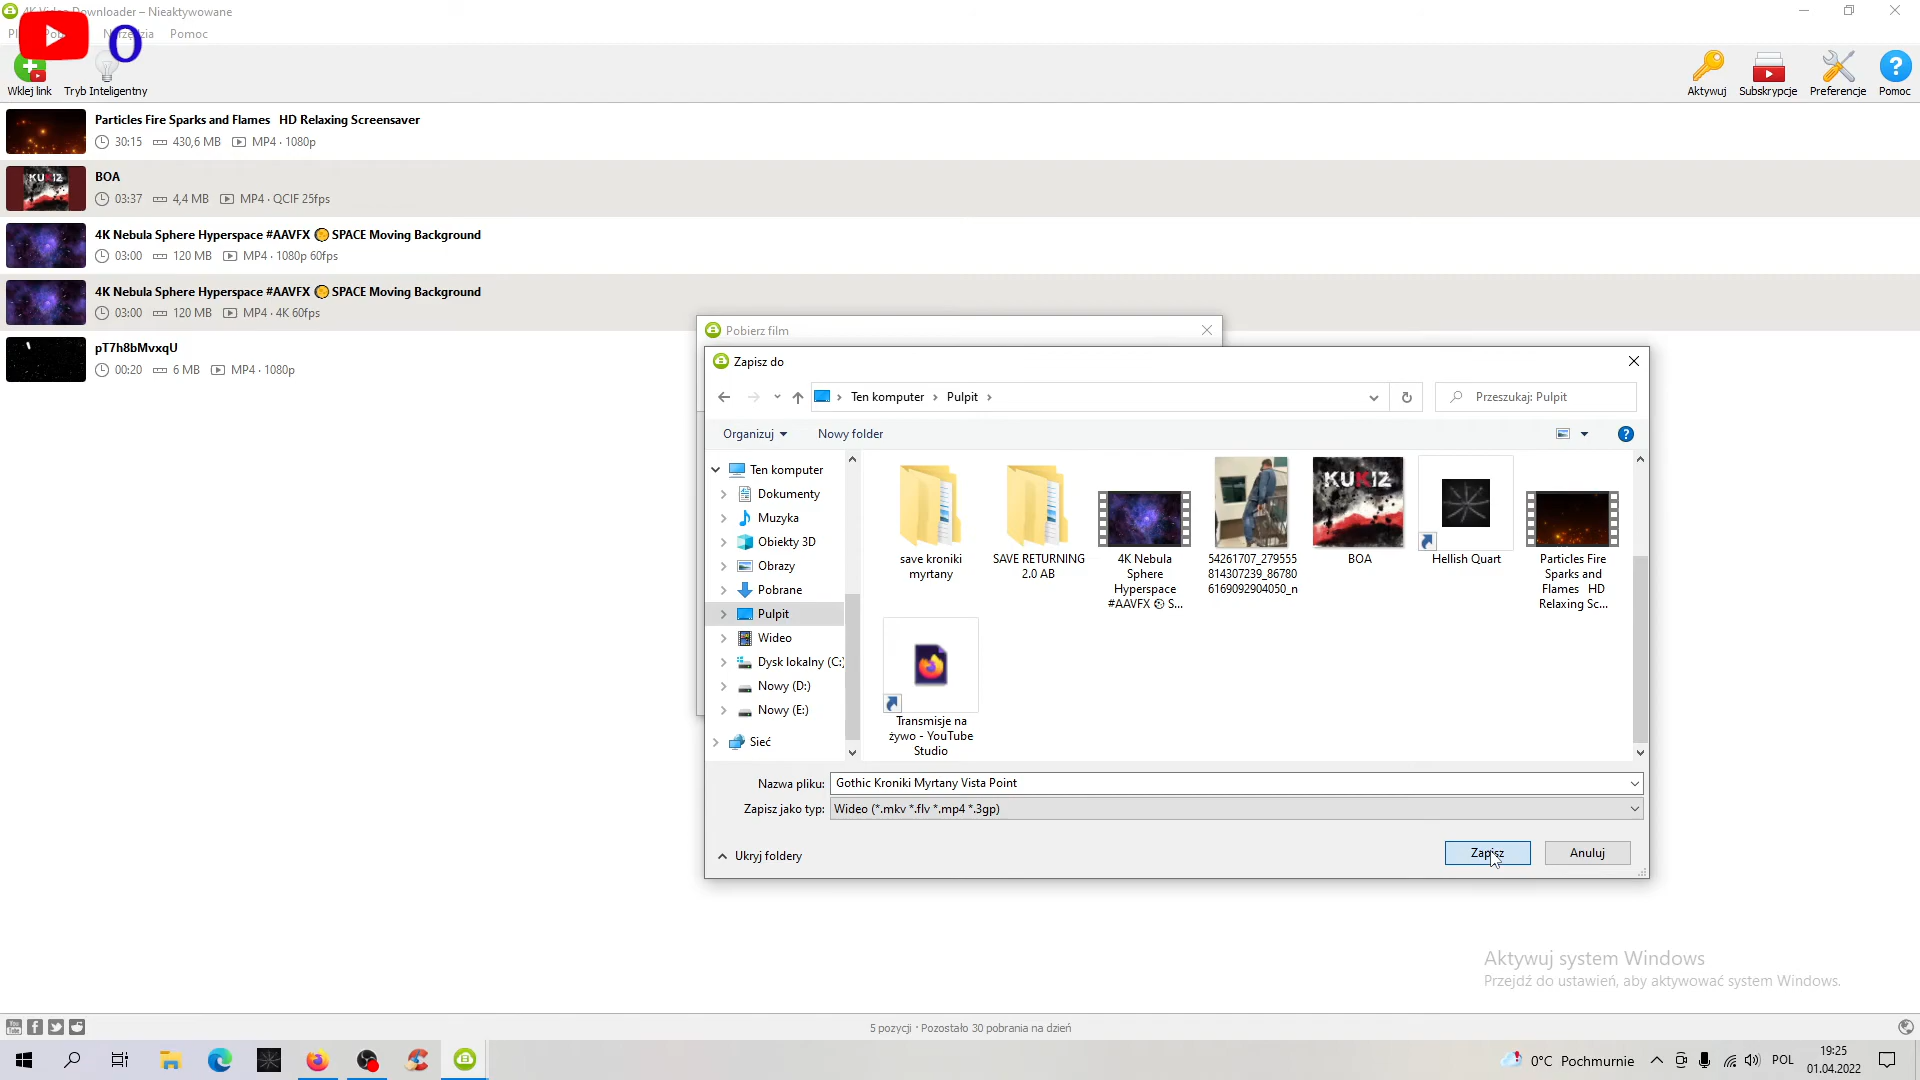 4K Video Downloader – Nieaktywowane
Pomoc
0
Wklej link
Tryb Inteligentny
Aktywuj
Subskrypcje
Preferencje
Pomoc
Particles Fire Sparks and Flames HD Relaxing Screensaver
30:15 430,6 MB MP4 · 1080p
KUKIZ
BOA
03:37 4,4 MB MP4 · QCIF 25fps
4K Nebula Sphere Hyperspace #AAVFX SPACE Moving Background
03:00 120 MB MP4 · 1080p 60fps
4K Nebula Sphere Hyperspace #AAVFX SPACE Moving Background
03:00 120 MB MP4 · 4K 60fps
pT7h8bMvxqU
00:20 6 MB MP4 · 1080p
Pobierz film
Zapisz do
Ten komputer › Pulpit ›
Przeszukaj: Pulpit
Organizuj
Nowy folder
Ten komputer
Dokumenty
Muzyka
Obiekty 3D
Obrazy
Pobrane
Pulpit
Wideo
Dysk lokalny (C:)
Nowy (D:)
Nowy (E:)
Sieć
save kroniki
myrtany
SAVE RETURNING
2.0 AB
4K Nebula
Sphere
Hyperspace
#AAVFX S...
54261707_279555
814307239_86780
6169092904050_n
KUKIZ
BOA
Hellish Quart
Particles Fire
Sparks and
Flames HD
Relaxing Sc...
Transmisje na
żywo - YouTube
Studio
Nazwa pliku: Gothic Kroniki Myrtany Vista Point
Zapisz jako typ: Wideo (*.mkv *.flv *.mp4 *.3gp)
Ukryj foldery
Zapisz
Anuluj
Aktywuj system Windows
Przejdź do ustawień, aby aktywować system Windows.
5 pozycji · Pozostało 30 pobrania na dzień
0°C Pochmurnie
POL
19:25
01.04.2022